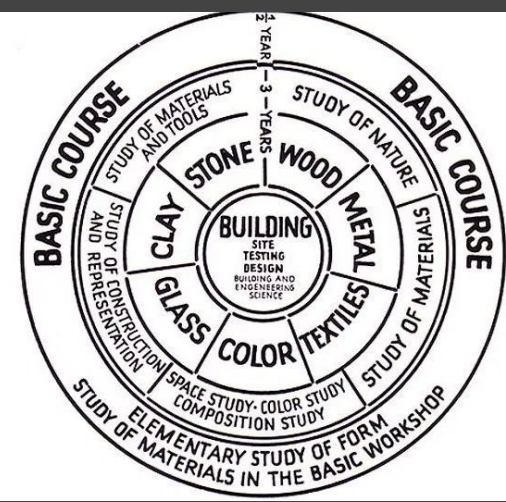 ½ YEAR — 3 — YEARS
BASIC COURSE
BASIC COURSE
ELEMENTARY STUDY OF FORM
STUDY OF MATERIALS IN THE BASIC WORKSHOP
STUDY OF MATERIALS
AND TOOLS
STUDY OF NATURE
STUDY OF MATERIALS
SPACE STUDY · COLOR STUDY
COMPOSITION STUDY
STUDY OF CONSTRUCTION
AND REPRESENTATION
STONE
WOOD
METAL
TEXTILES
COLOR
GLASS
CLAY
BUILDING
SITE
TESTING
DESIGN
BUILDING AND
ENGENEERING
SCIENCE